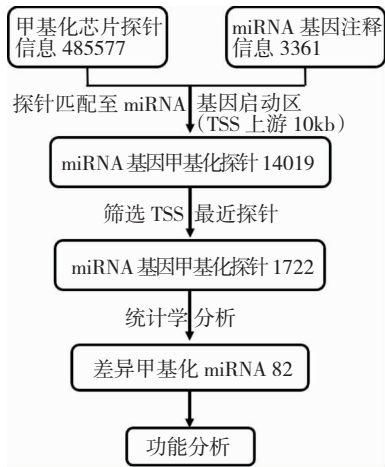 甲基化芯片探针
信息 485577
miRNA 基因注释
信息 3361
探针匹配至 miRNA 基因启动区
（TSS 上游 10kb）
miRNA 基因甲基化探针 14019
筛选 TSS 最近探针
miRNA 基因甲基化探针 1722
统计学 分析
差异甲基化 miRNA 82
功能分析